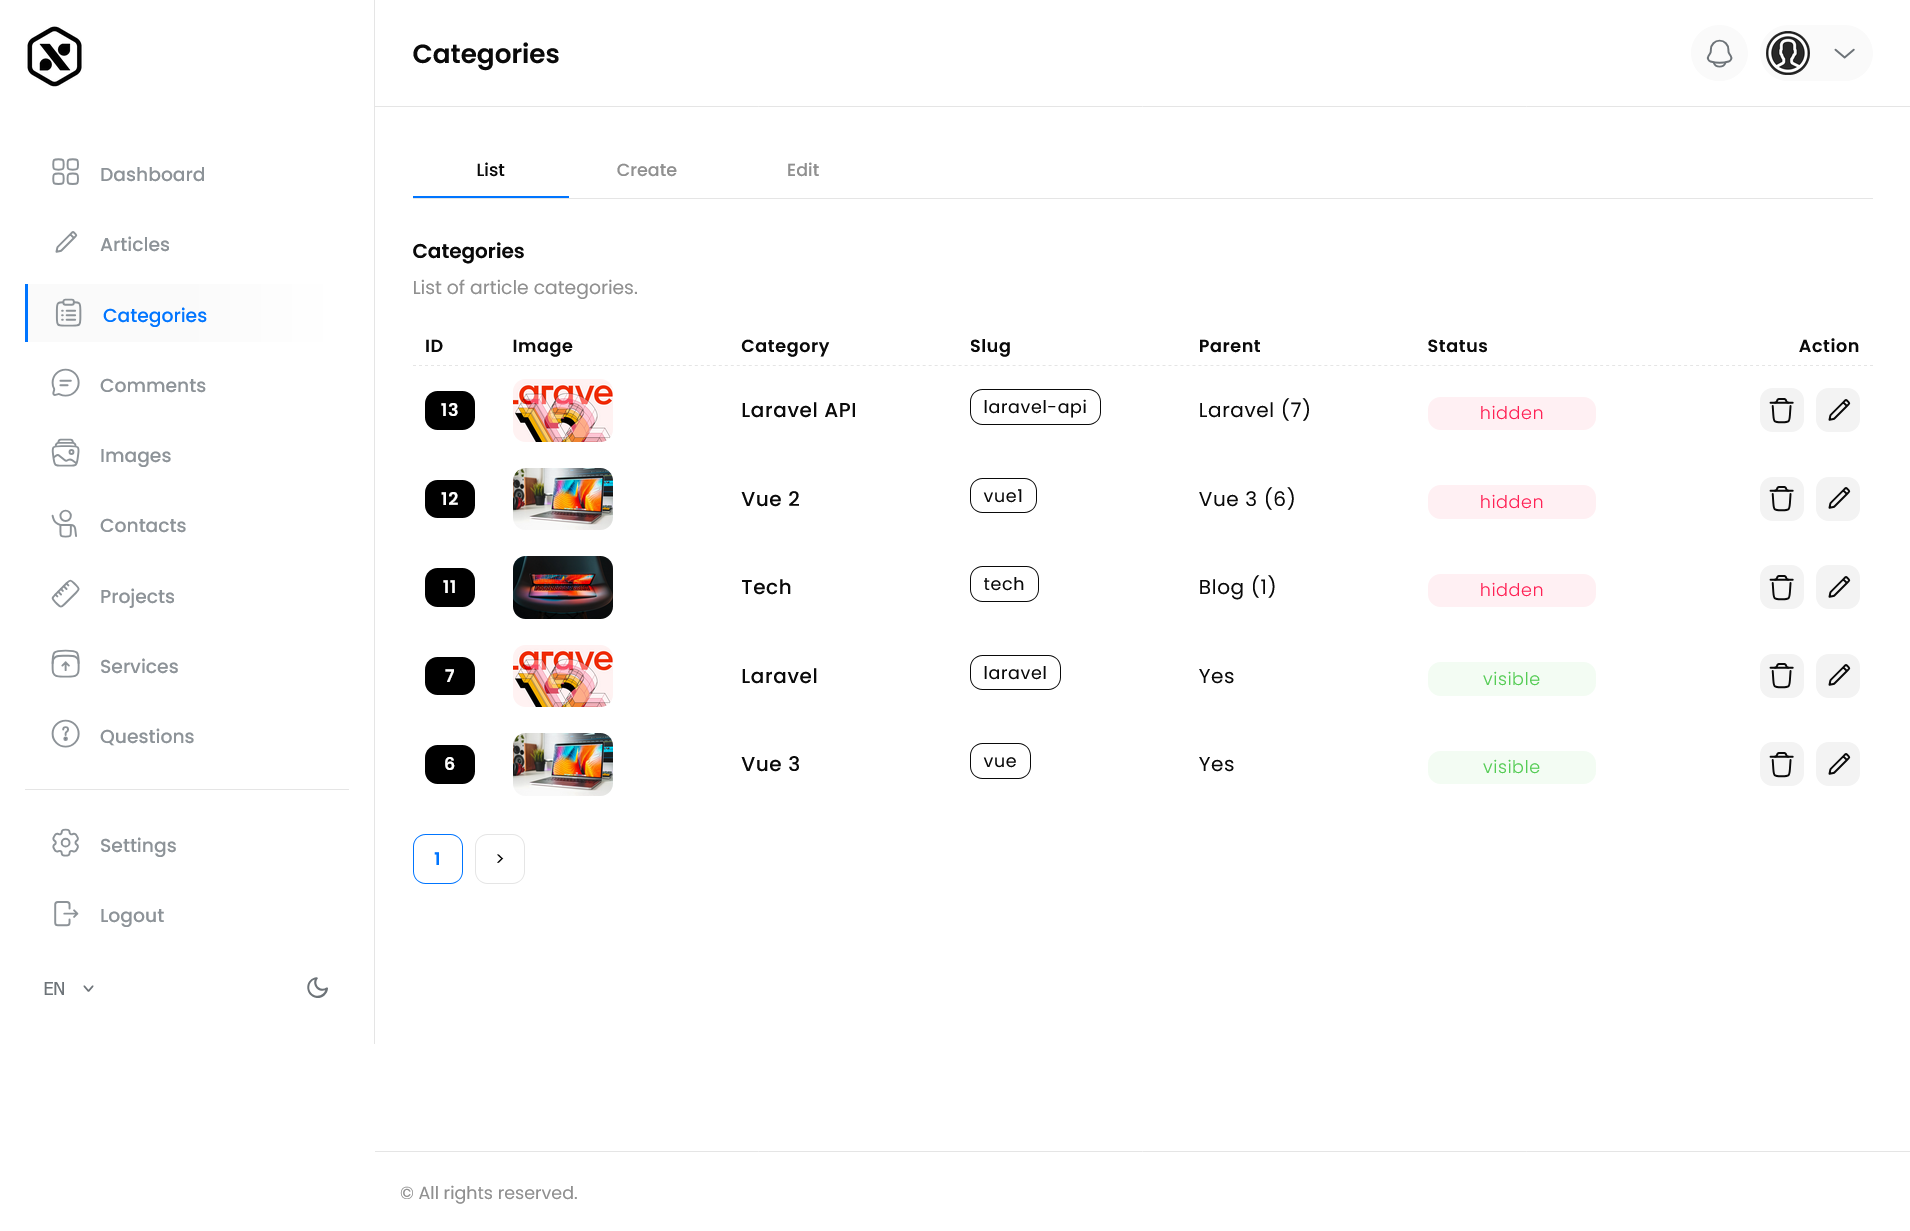 Categories
Dashboard
Articles
Categories
Comments
Images
Contacts
Projects
Services
Questions
Settings
Logout
EN
List Create Edit
Categories
List of article categories.
ID Image Category Slug Parent Status Action
13 Laravel API laravel-api Laravel (7) hidden
12 Vue 2 vue1 Vue 3 (6) hidden
11 Tech tech Blog (1) hidden
7 Laravel laravel Yes visible
6 Vue 3 vue Yes visible
1 >
© All rights reserved.